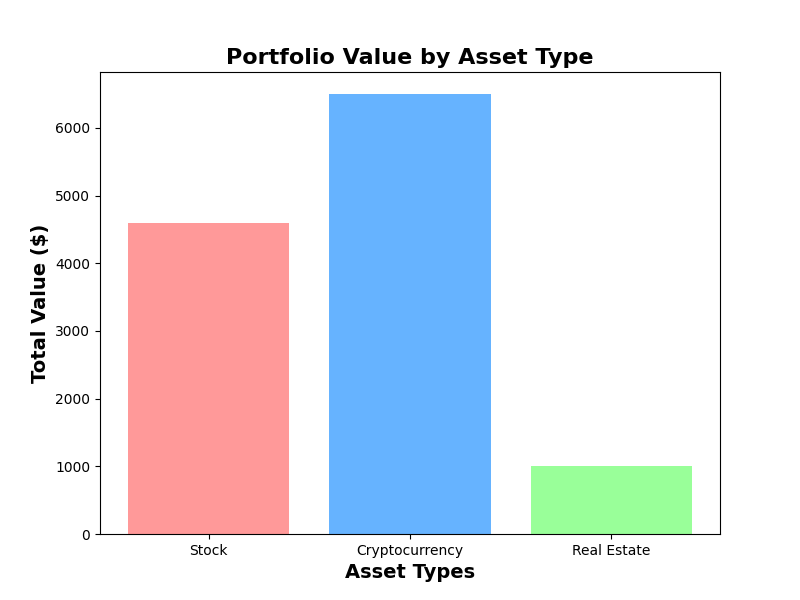 Portfolio Value by Asset Type
Total Value ($)
6000
5000
4000
3000
2000
1000
0
Stock
Cryptocurrency
Real Estate
Asset Types